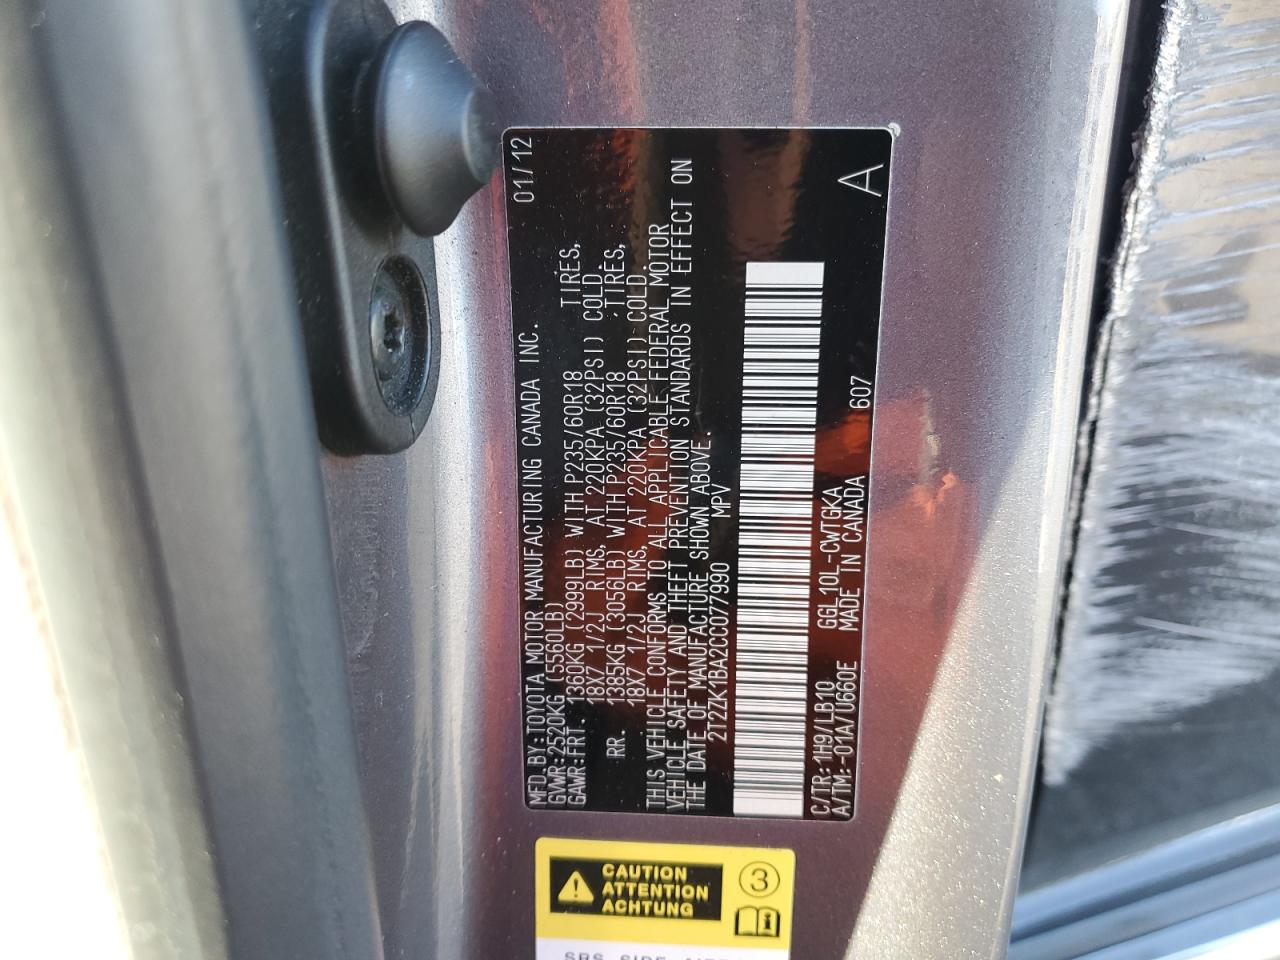 MFD.BY:TOYOTA MOTOR MANUFACTURING CANADA INC. 01/12
GVWR:2520KG (5560LB)
GAWR:FRT. 1360KG (2999LB) WITH P235/60R18 TIRES,
18X7 1/2J RIMS, AT 220KPA (32PSI) COLD.
RR. 1385KG (3056LB) WITH P235/60R18 TIRES,
18X7 1/2J RIMS, AT 220KPA (32PSI) COLD.
THIS VEHICLE CONFORMS TO ALL APPLICABLE FEDERAL MOTOR
VEHICLE SAFETY AND THEFT PREVENTION STANDARDS IN EFFECT ON
THE DATE OF MANUFACTURE SHOWN ABOVE.
2T2ZK1BA2CC077990 MPV
C/TR:1H9/LB10 GGL10L-CWTGKA
A/TM:-01A/U660E MADE IN CANADA 607 A
CAUTION
ATTENTION
ACHTUNG
3
SRS SIDE